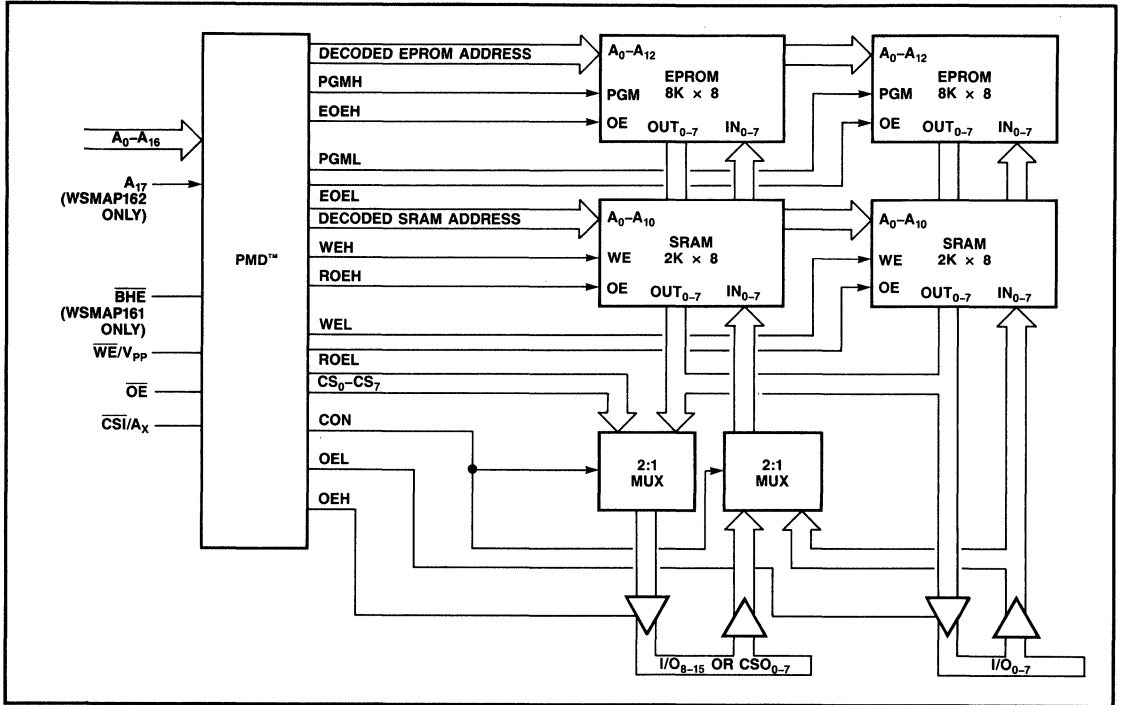 A₀–A₁₆
A₁₇
(WSMAP162
ONLY)
B̅H̅E̅
(WSMAP161
ONLY)
W̅E̅/Vₚₚ
O̅E̅
C̅S̅I̅/Aₓ
PMD™
DECODED EPROM ADDRESS
PGMH
EOEH
PGML
EOEL
DECODED SRAM ADDRESS
WEH
ROEH
WEL
ROEL
CS₀–CS₇
CON
OEL
OEH
A₀–A₁₂
EPROM
8K × 8
PGM
OE
OUT₀₋₇ IN₀₋₇
A₀–A₁₂
EPROM
8K × 8
PGM
OE
OUT₀₋₇ IN₀₋₇
A₀–A₁₀
SRAM
2K × 8
WE
OE
OUT₀₋₇ IN₀₋₇
A₀–A₁₀
SRAM
2K × 8
WE
OE
OUT₀₋₇ IN₀₋₇
2:1
MUX
2:1
MUX
I/O₈₋₁₅ OR CSO₀₋₇
I/O₀₋₇